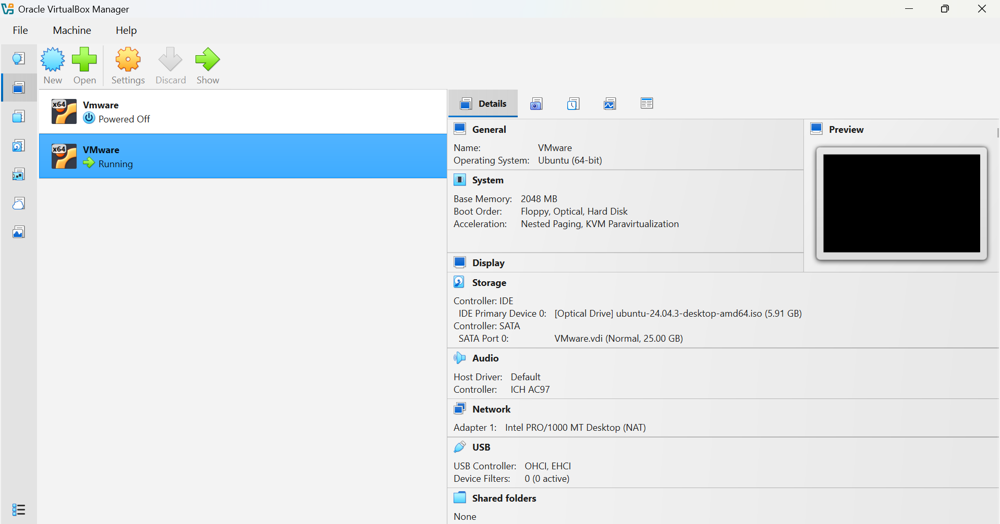 Oracle VirtualBox Manager
File Machine Help
New Open Settings Discard Show
x64 Vmware
Powered Off
x64 VMware
Running
Details
General
Name: VMware
Operating System: Ubuntu (64-bit)
Preview
System
Base Memory: 2048 MB
Boot Order: Floppy, Optical, Hard Disk
Acceleration: Nested Paging, KVM Paravirtualization
Display
Storage
Controller: IDE
IDE Primary Device 0: [Optical Drive] ubuntu-24.04.3-desktop-amd64.iso (5.91 GB)
Controller: SATA
SATA Port 0: VMware.vdi (Normal, 25.00 GB)
Audio
Host Driver: Default
Controller: ICH AC97
Network
Adapter 1: Intel PRO/1000 MT Desktop (NAT)
USB
USB Controller: OHCI, EHCI
Device Filters: 0 (0 active)
Shared folders
None